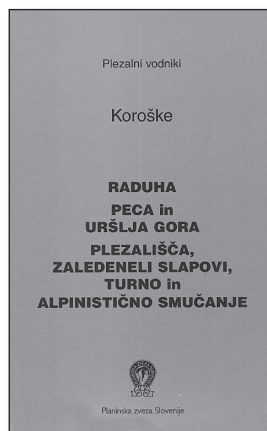 Plezalni vodniki
Koroške
RADUHA
PECA in
URŠLJA GORA
PLEZALIŠČA,
ZALEDENELI SLAPOVI,
TURNO in
ALPINISTIČNO SMUČANJE
Planinska zveza Slovenije